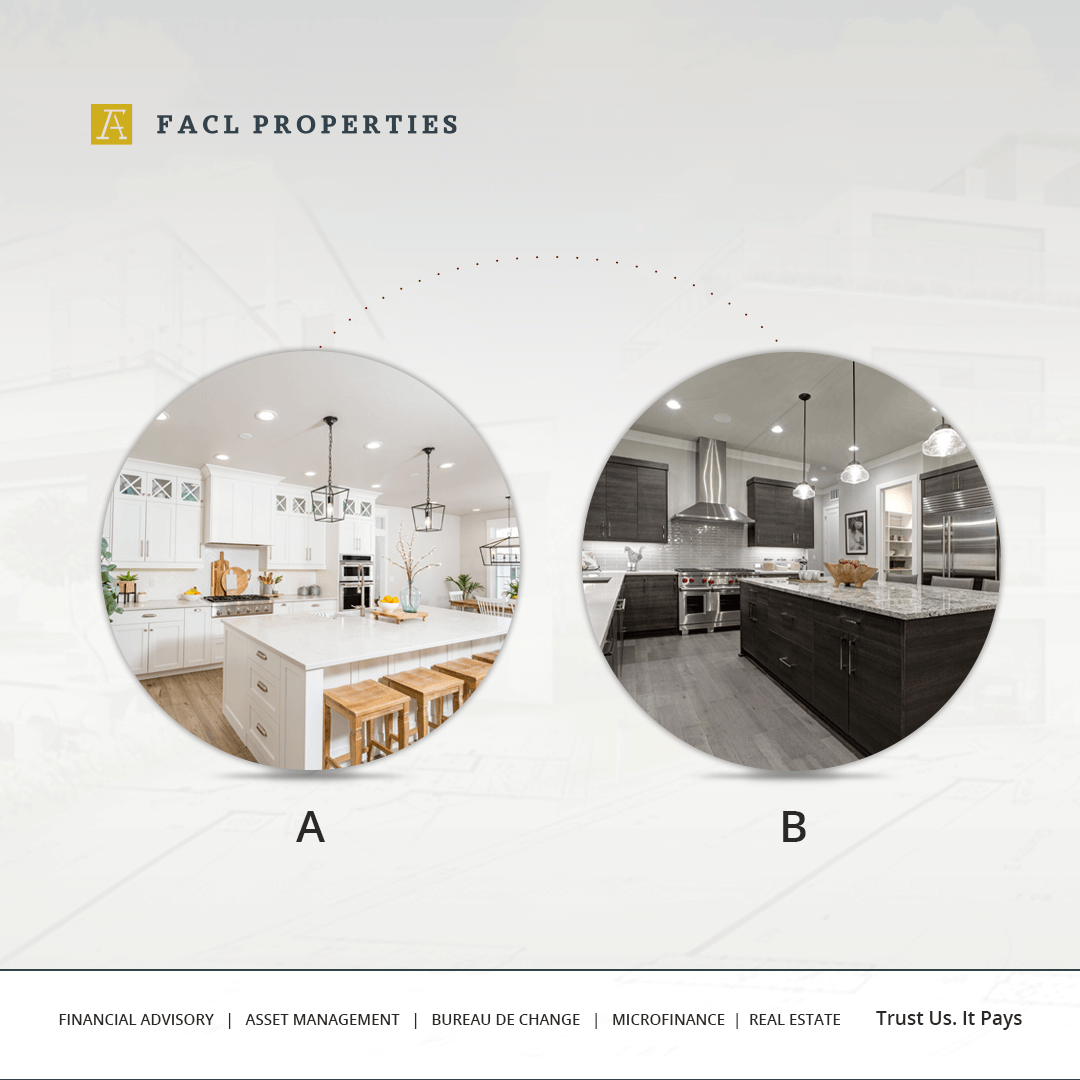 FACL PROPERTIES
A
B
FINANCIAL ADVISORY | ASSET MANAGEMENT | BUREAU DE CHANGE | MICROFINANCE | REAL ESTATE Trust Us. It Pays